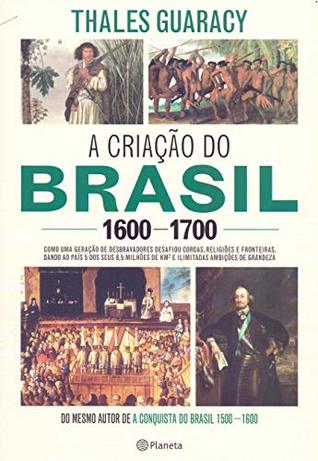 THALES GUARACY
A CRIAÇÃO DO
BRASIL
1600–1700
COMO UMA GERAÇÃO DE DESBRAVADORES DESAFIOU COROAS, RELIGIÕES E FRONTEIRAS,
DANDO AO PAÍS 5 DOS SEUS 8,5 MILHÕES DE KM² E ILIMITADAS AMBIÇÕES DE GRANDEZA
DO MESMO AUTOR DE A CONQUISTA DO BRASIL 1500–1600
Planeta